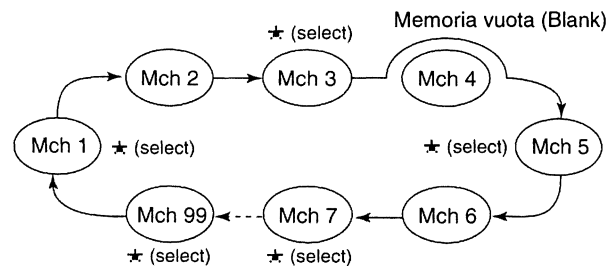 Memoria vuota (Blank)
★ (select)
Mch 2
Mch 3
Mch 4
Mch 1
★ (select)
★ (select)
Mch 5
Mch 99
Mch 7
Mch 6
★ (select)
★ (select)